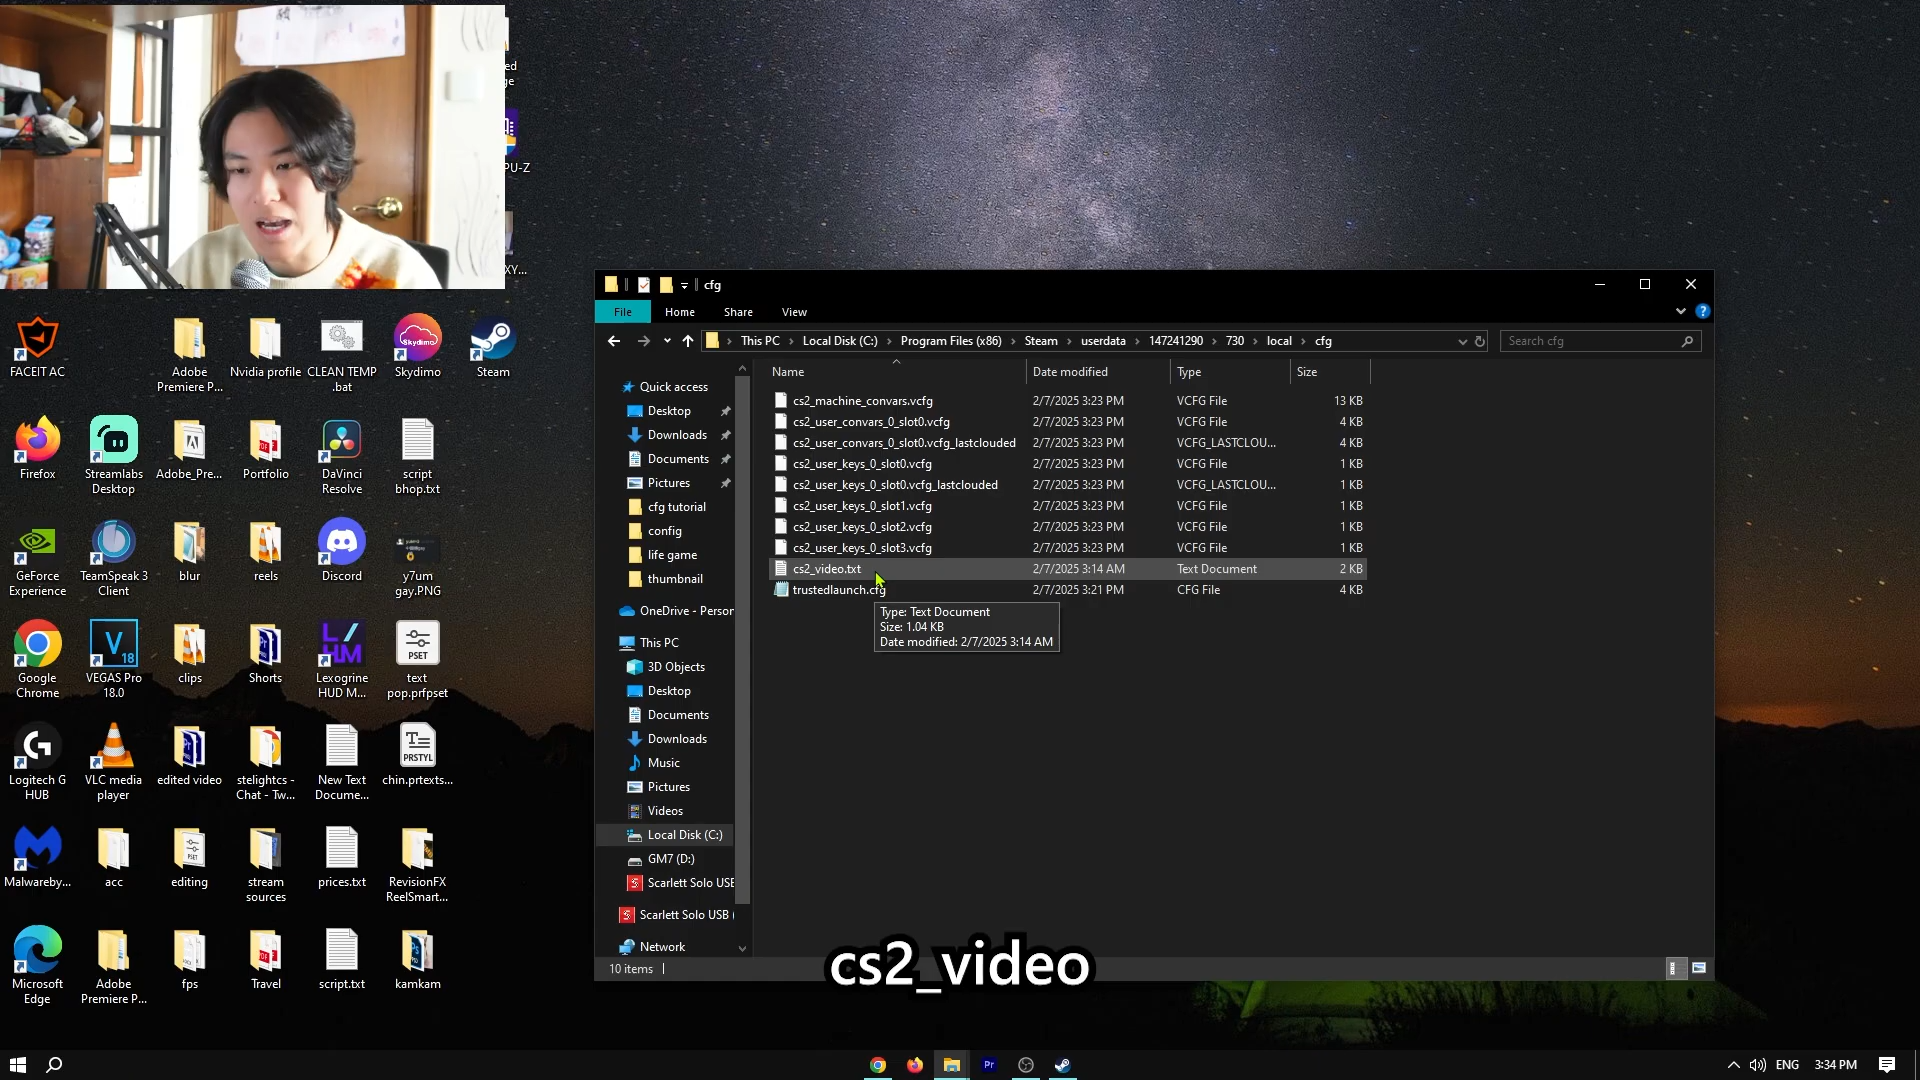 ed
ge
PU-Z
XY...
FACEIT AC
Adobe
Premiere P...
Nvidia profile
CLEAN TEMP
.bat
Skydimo
Skydimo
Steam
Firefox
Streamlabs
Desktop
Adobe_Pre...
Portfolio
DaVinci
Resolve
script
bhop.txt
GeForce
Experience
TeamSpeak 3
Client
blur
reels
Discord
y7um
gay.PNG
Google
Chrome
VEGAS Pro
18.0
clips
Shorts
Lexogrine
HUD M...
PSET
text
pop.prfpset
Logitech G
HUB
VLC media
player
edited video
stelightcs -
Chat - Tw...
New Text
Docume...
PRSTYL
chin.prtexts...
Malwareby...
acc
PSET
editing
stream
sources
prices.txt
RevisionFX
ReelSmart...
Microsoft
Edge
Adobe
Premiere P...
fps
Travel
script.txt
kamkam
cfg
File
Home
Share
View
This PC
Local Disk (C:)
Program Files (x86)
Steam
userdata
147241290
730
local
cfg
Search cfg
Quick access
Desktop
Downloads
Documents
Pictures
cfg tutorial
config
life game
thumbnail
OneDrive - Person
This PC
3D Objects
Desktop
Documents
Downloads
Music
Pictures
Videos
Local Disk (C:)
GM7 (D:)
Scarlett Solo USB
Scarlett Solo USB (
Network
Name Date modified Type Size
cs2_machine_convars.vcfg 2/7/2025 3:23 PM VCFG File 13 KB
cs2_user_convars_0_slot0.vcfg 2/7/2025 3:23 PM VCFG File 4 KB
cs2_user_convars_0_slot0.vcfg_lastclouded 2/7/2025 3:23 PM VCFG_LASTCLOU... 4 KB
cs2_user_keys_0_slot0.vcfg 2/7/2025 3:23 PM VCFG File 1 KB
cs2_user_keys_0_slot0.vcfg_lastclouded 2/7/2025 3:23 PM VCFG_LASTCLOU... 1 KB
cs2_user_keys_0_slot1.vcfg 2/7/2025 3:23 PM VCFG File 1 KB
cs2_user_keys_0_slot2.vcfg 2/7/2025 3:23 PM VCFG File 1 KB
cs2_user_keys_0_slot3.vcfg 2/7/2025 3:23 PM VCFG File 1 KB
cs2_video.txt 2/7/2025 3:14 AM Text Document 2 KB
trustedlaunch.cfg 2/7/2025 3:21 PM CFG File 4 KB
Type: Text Document
Size: 1.04 KB
Date modified: 2/7/2025 3:14 AM
10 items
cs2_video
Pr
ENG
3:34 PM